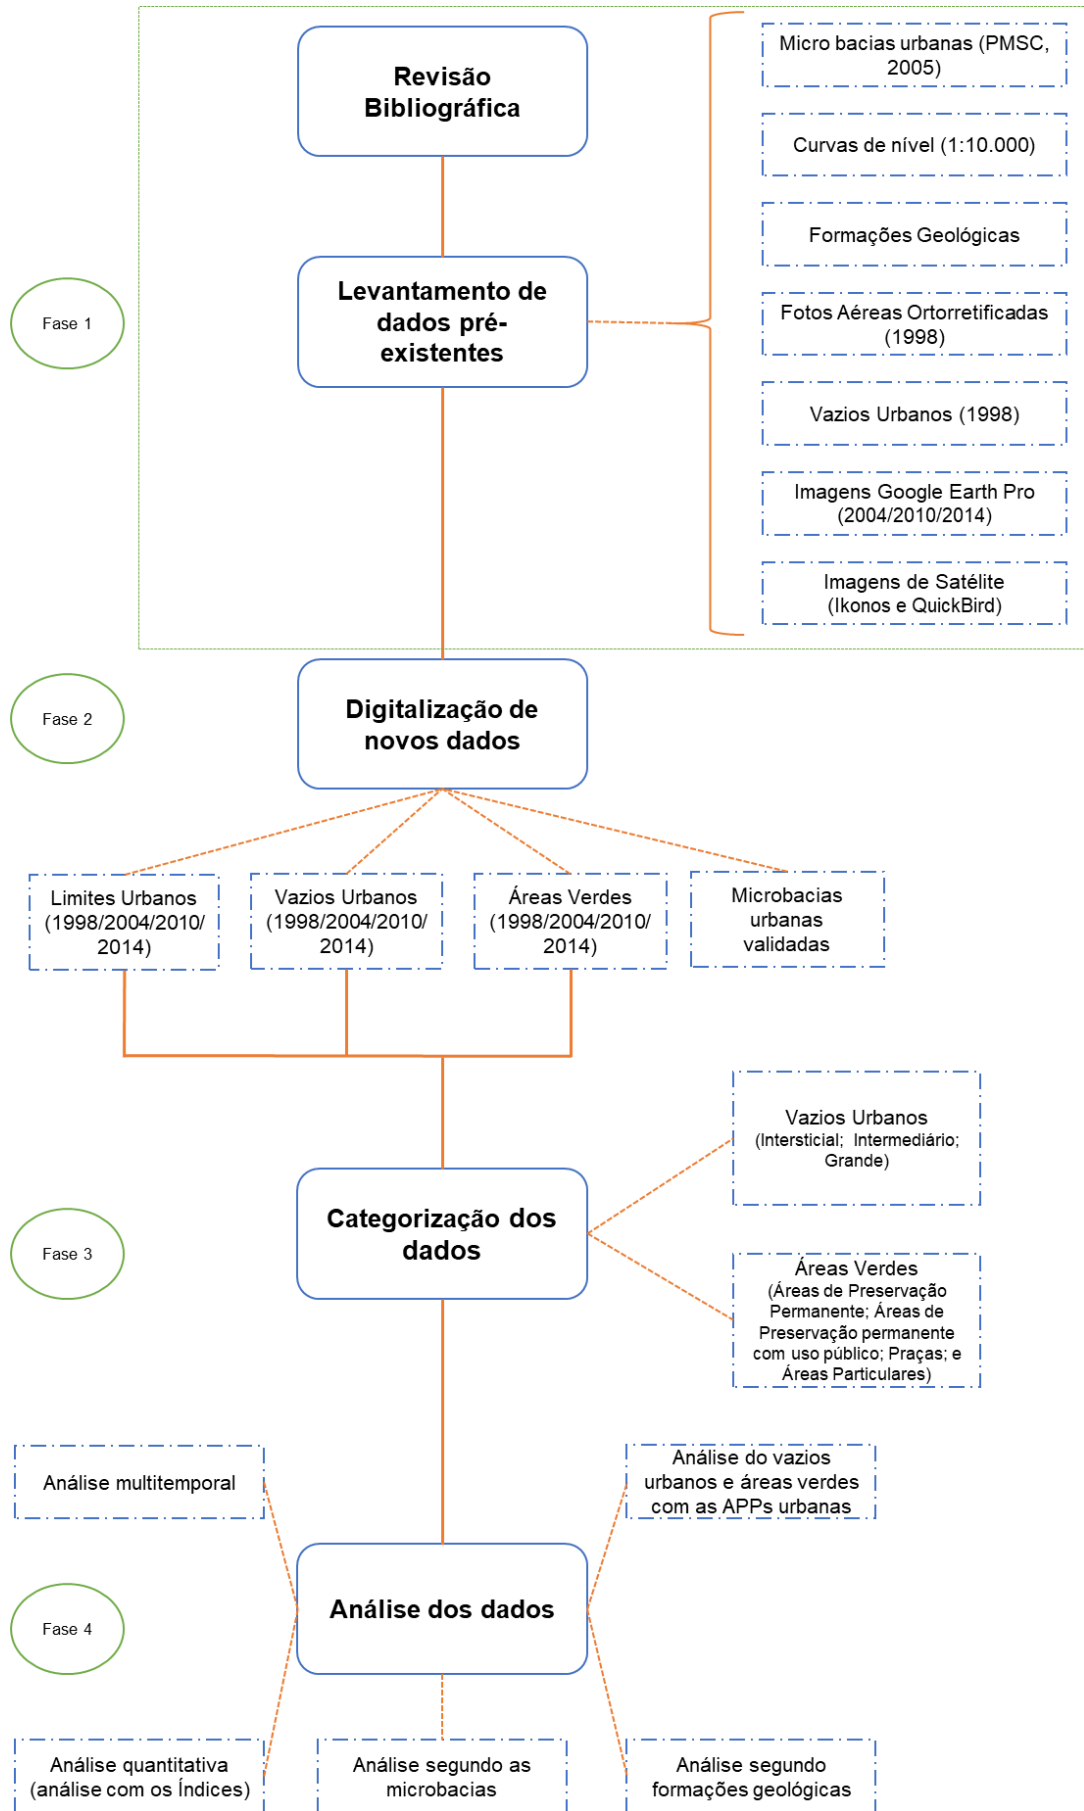 Revisão
Bibliográfica
Micro bacias urbanas (PMSC,
2005)
Curvas de nível (1:10.000)
Formações Geológicas
Fase 1
Levantamento de
dados pré-
existentes
Fotos Aéreas Ortorretificadas
(1998)
Vazios Urbanos (1998)
Imagens Google Earth Pro
(2004/2010/2014)
Imagens de Satélite
(Ikonos e QuickBird)
Fase 2
Digitalização de
novos dados
Limites Urbanos
(1998/2004/2010/
2014)
Vazios Urbanos
(1998/2004/2010/
2014)
Áreas Verdes
(1998/2004/2010/
2014)
Microbacias
urbanas
validadas
Fase 3
Categorização dos
dados
Vazios Urbanos
(Intersticial; Intermediário;
Grande)
Áreas Verdes
(Áreas de Preservação
Permanente; Áreas de
Preservação permanente
com uso público; Praças; e
Áreas Particulares)
Análise multitemporal
Análise do vazios
urbanos e áreas verdes
com as APPs urbanas
Fase 4
Análise dos dados
Análise quantitativa
(análise com os Índices)
Análise segundo as
microbacias
Análise segundo
formações geológicas